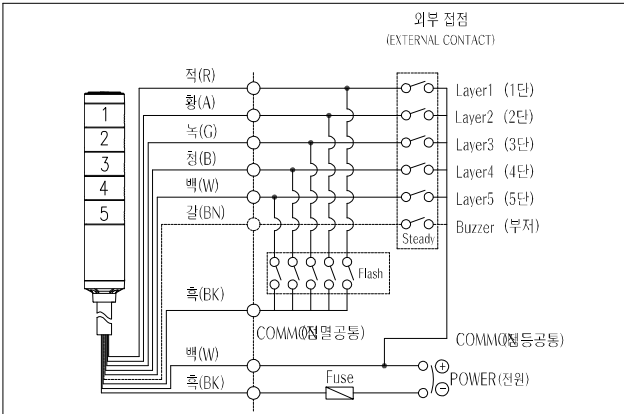 외부 접점
(EXTERNAL CONTACT)
적(R)
Layer1 (1단)
황(A)
Layer2 (2단)
녹(G)
Layer3 (3단)
청(B)
Layer4 (4단)
백(W)
Layer5 (5단)
갈(BN)
Buzzer (부저)
Steady
1
2
3
4
5
Flash
흑(BK)
COMMON(점멸공통)
COMMON(점등공통)
백(W)
흑(BK)
Fuse
+
POWER(전원)
-